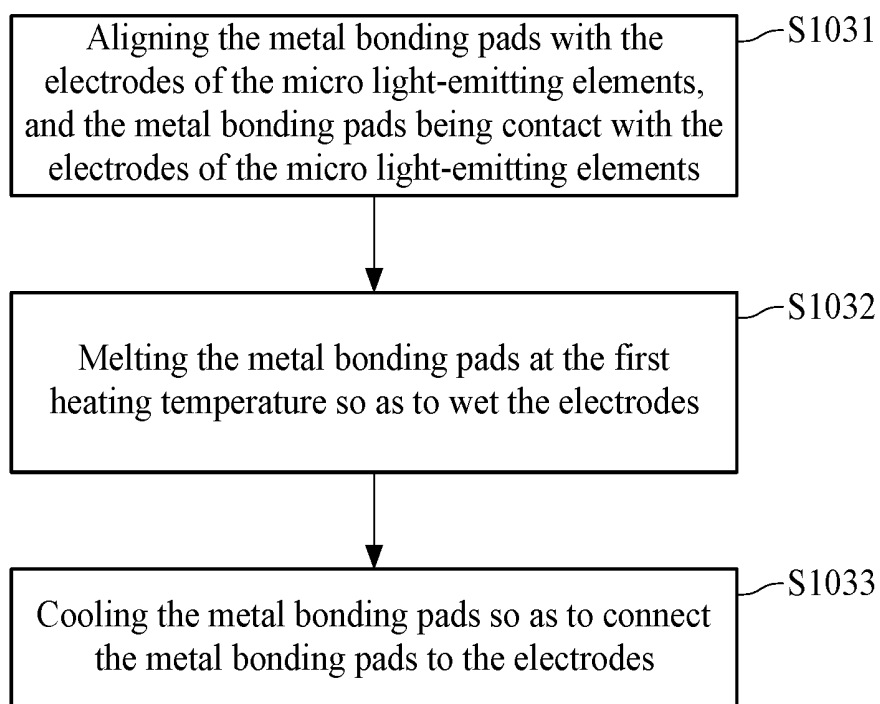 Aligning the metal bonding pads with the
electrodes of the micro light-emitting elements,
and the metal bonding pads being contact with the
electrodes of the micro light-emitting elements
S1031
Melting the metal bonding pads at the first
heating temperature so as to wet the electrodes
S1032
Cooling the metal bonding pads so as to connect
the metal bonding pads to the electrodes
S1033